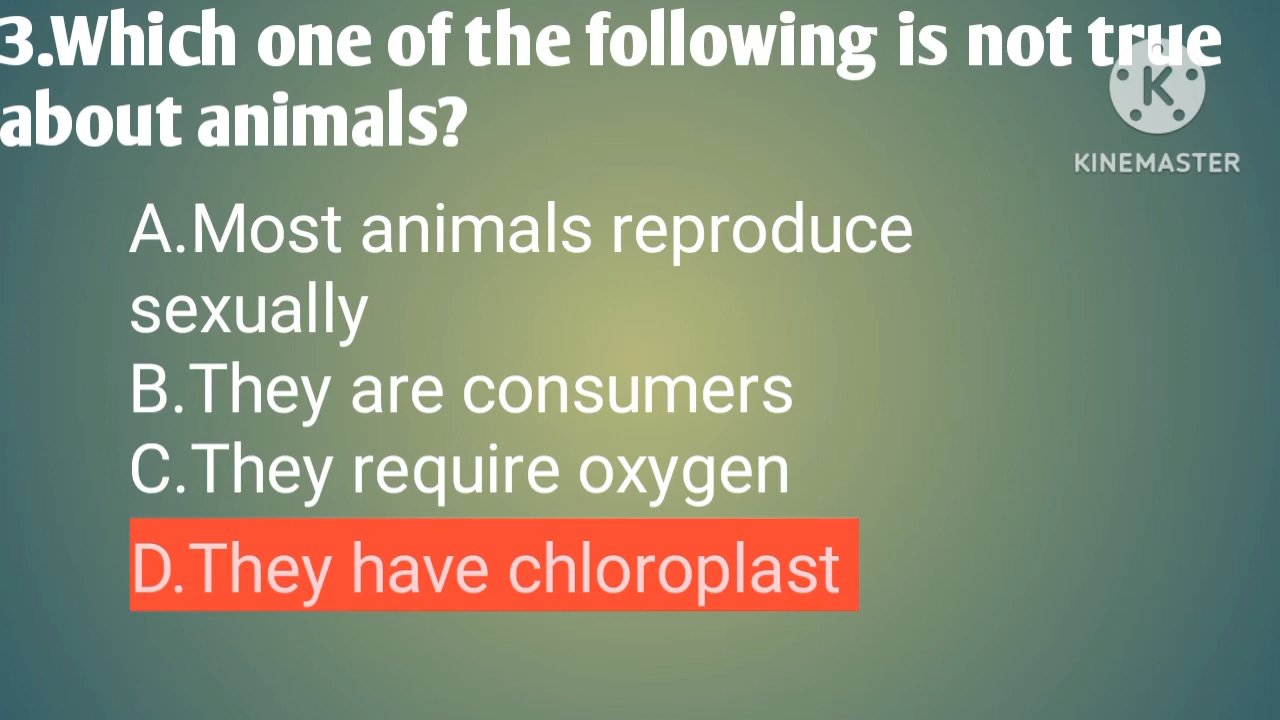 3.Which one of the following is not true
about animals?
KINEMASTER
A.Most animals reproduce
sexually
B.They are consumers
C.They require oxygen
D.They have chloroplast